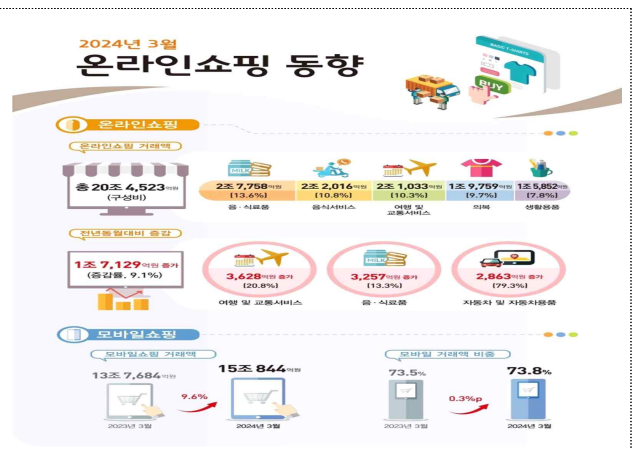 2024년 3월
온라인쇼핑 동향
BASIC T-SHIRTS
BUY
온라인쇼핑
온라인쇼핑 거래액
총 20조 4,523억원
(구성비)
MILK
2조 7,758억원
(13.6%)
음·식료품
2조 2,016억원
(10.8%)
음식서비스
2조 1,033억원
(10.3%)
여행 및
교통서비스
1조 9,759억원
(9.7%)
의복
1조 5,852억원
(7.8%)
생활용품
전년동월대비 증감
1조 7,129억원 증가
(증감률, 9.1%)
3,628억원 증가
(20.8%)
여행 및 교통서비스
MILK
3,257억원 증가
(13.3%)
음·식료품
2,863억원 증가
(79.3%)
자동차 및 자동차용품
모바일쇼핑
모바일쇼핑 거래액
13조 7,684억원
2023년 3월
9.6%
15조 844억원
2024년 3월
모바일 거래액 비중
73.5%
2023년 3월
0.3%p
73.8%
2024년 3월